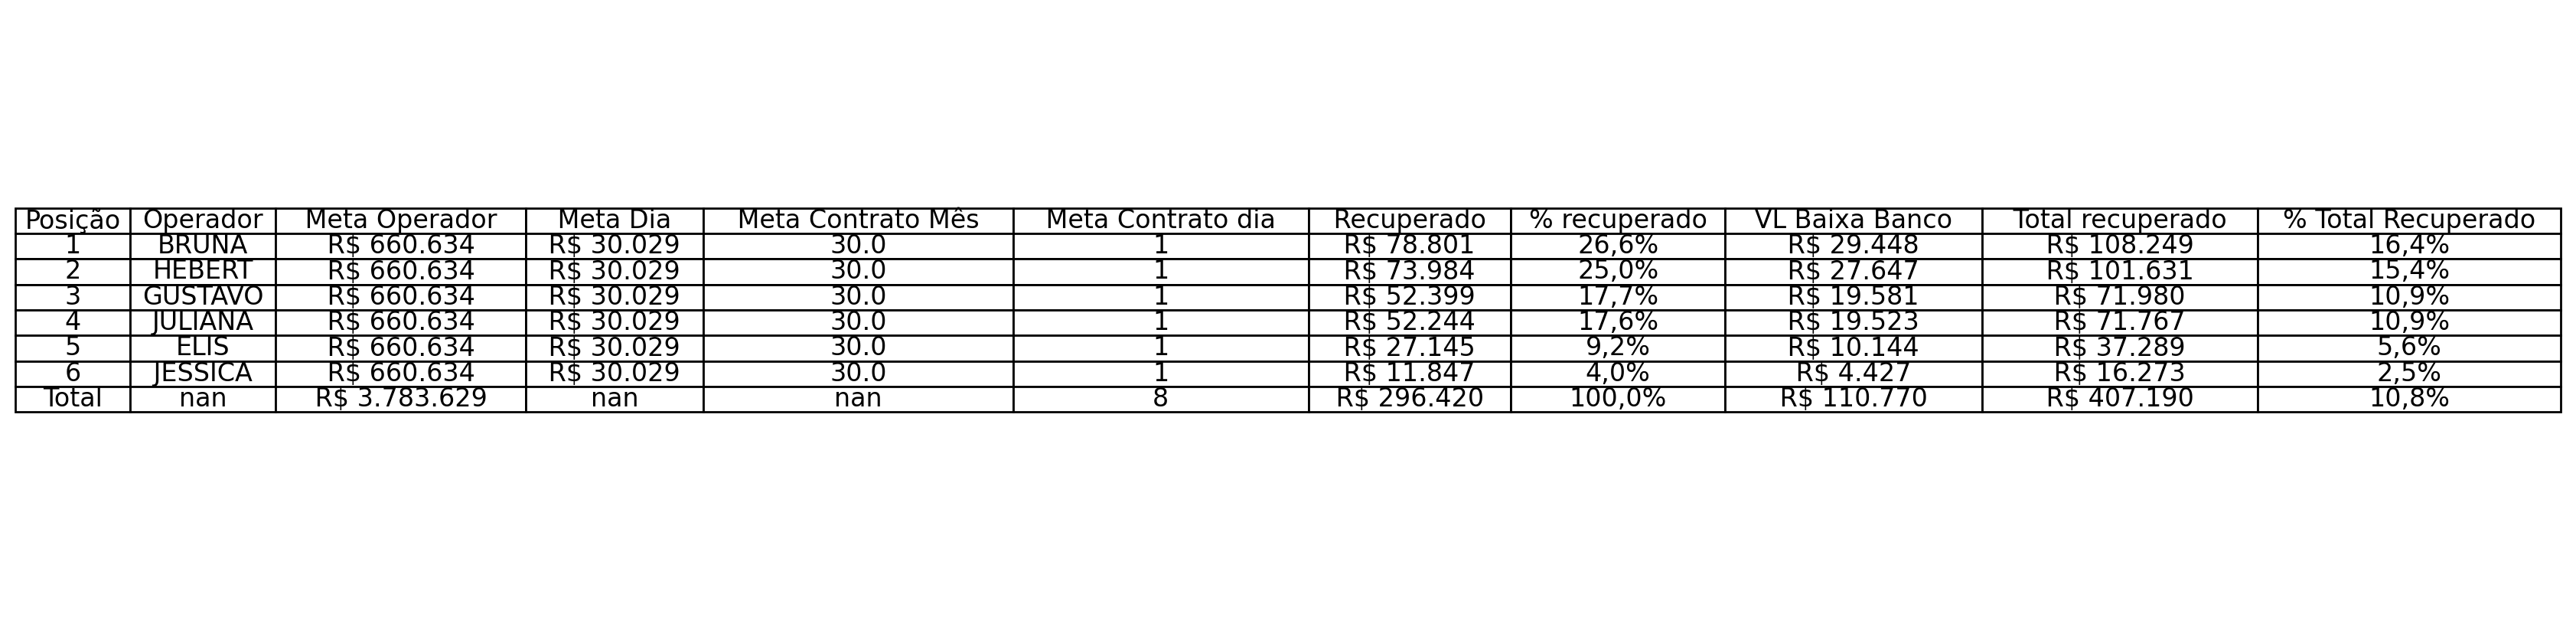 Posição Operador Meta Operador Meta Dia Meta Contrato Mês Meta Contrato dia Recuperado % recuperado VL Baixa Banco Total recuperado % Total Recuperado
1 BRUNA R$ 660.634 R$ 30.029 30.0 1 R$ 78.801 26,6% R$ 29.448 R$ 108.249 16,4%
2 HEBERT R$ 660.634 R$ 30.029 30.0 1 R$ 73.984 25,0% R$ 27.647 R$ 101.631 15,4%
3 GUSTAVO R$ 660.634 R$ 30.029 30.0 1 R$ 52.399 17,7% R$ 19.581 R$ 71.980 10,9%
4 JULIANA R$ 660.634 R$ 30.029 30.0 1 R$ 52.244 17,6% R$ 19.523 R$ 71.767 10,9%
5 ELIS R$ 660.634 R$ 30.029 30.0 1 R$ 27.145 9,2% R$ 10.144 R$ 37.289 5,6%
6 JESSICA R$ 660.634 R$ 30.029 30.0 1 R$ 11.847 4,0% R$ 4.427 R$ 16.273 2,5%
Total nan R$ 3.783.629 nan nan 8 R$ 296.420 100,0% R$ 110.770 R$ 407.190 10,8%